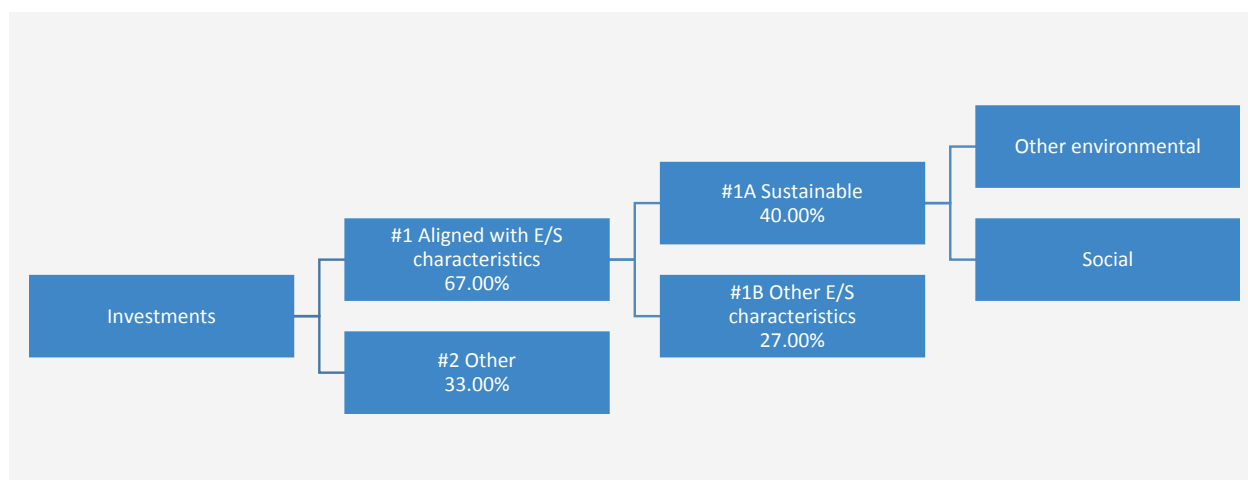 Investments
#1 Aligned with E/S
characteristics
67.00%
#2 Other
33.00%
#1A Sustainable
40.00%
#1B Other E/S
characteristics
27.00%
Other environmental
Social